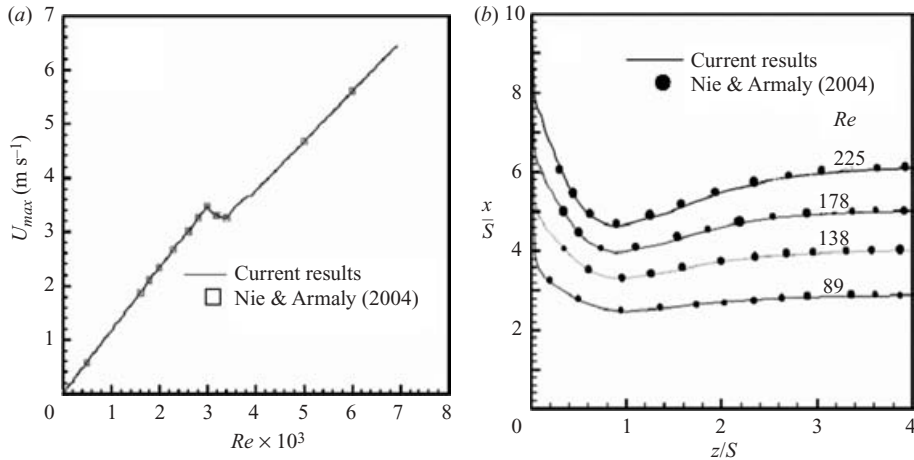 (a)
7
6
5
4
3
2
1
0
1 2 3 4 5 6 7 8
U_max (m s⁻¹)
Re × 10³
Current results
Nie & Armaly (2004)
(b)
10
8
6
4
2
0
1 2 3 4
x/S
z/S
Current results
Nie & Armaly (2004)
Re
225
178
138
89